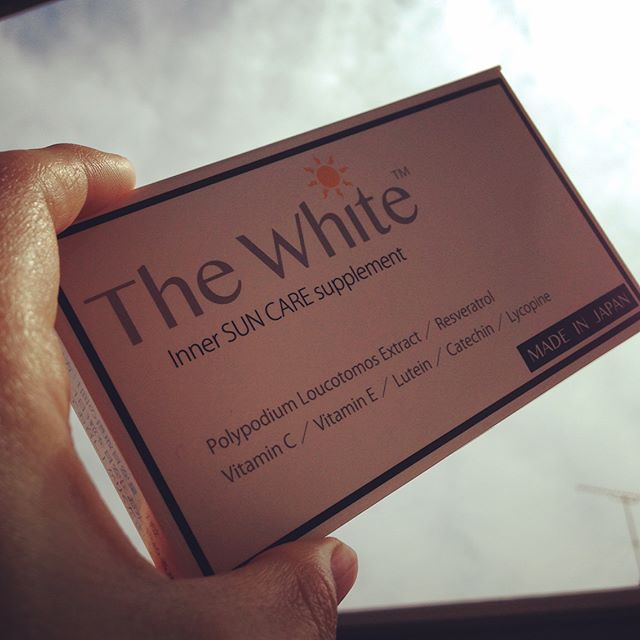 The White™
Inner SUN CARE supplement
Polypodium Loucotomos Extract / Resveratrol
Vitamin C / Vitamin E / Lutein / Catechin / Lycopine
MADE IN JAPAN